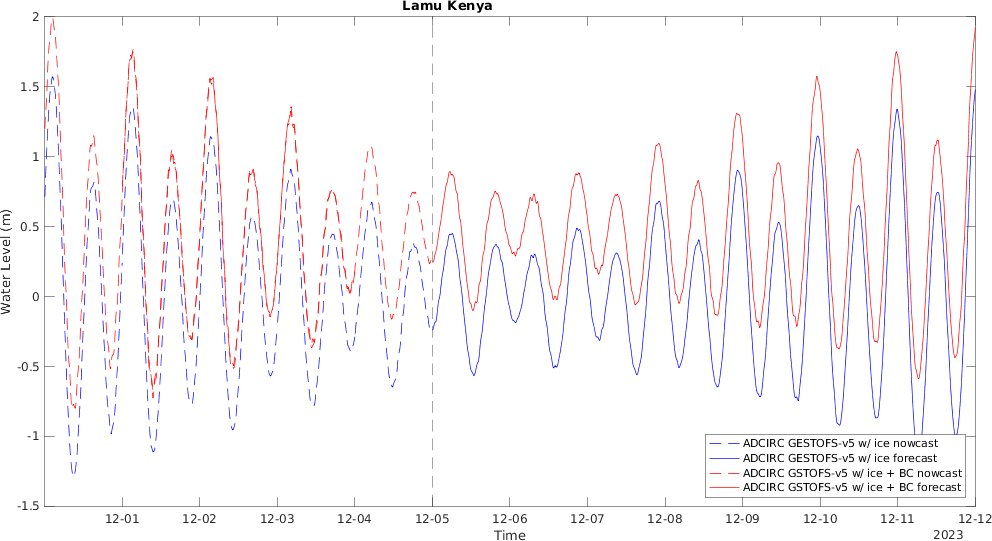 Lamu Kenya
2
1.5
1
0.5
0
-0.5
-1
-1.5
Water Level (m)
ADCIRC GESTOFS-v5 w/ ice nowcast
ADCIRC GESTOFS-v5 w/ ice forecast
ADCIRC GSTOFS-v5 w/ ice + BC nowcast
ADCIRC GSTOFS-v5 w/ ice + BC forecast
12-01 12-02 12-03 12-04 12-05 12-06 12-07 12-08 12-09 12-10 12-11 12-12
Time
2023